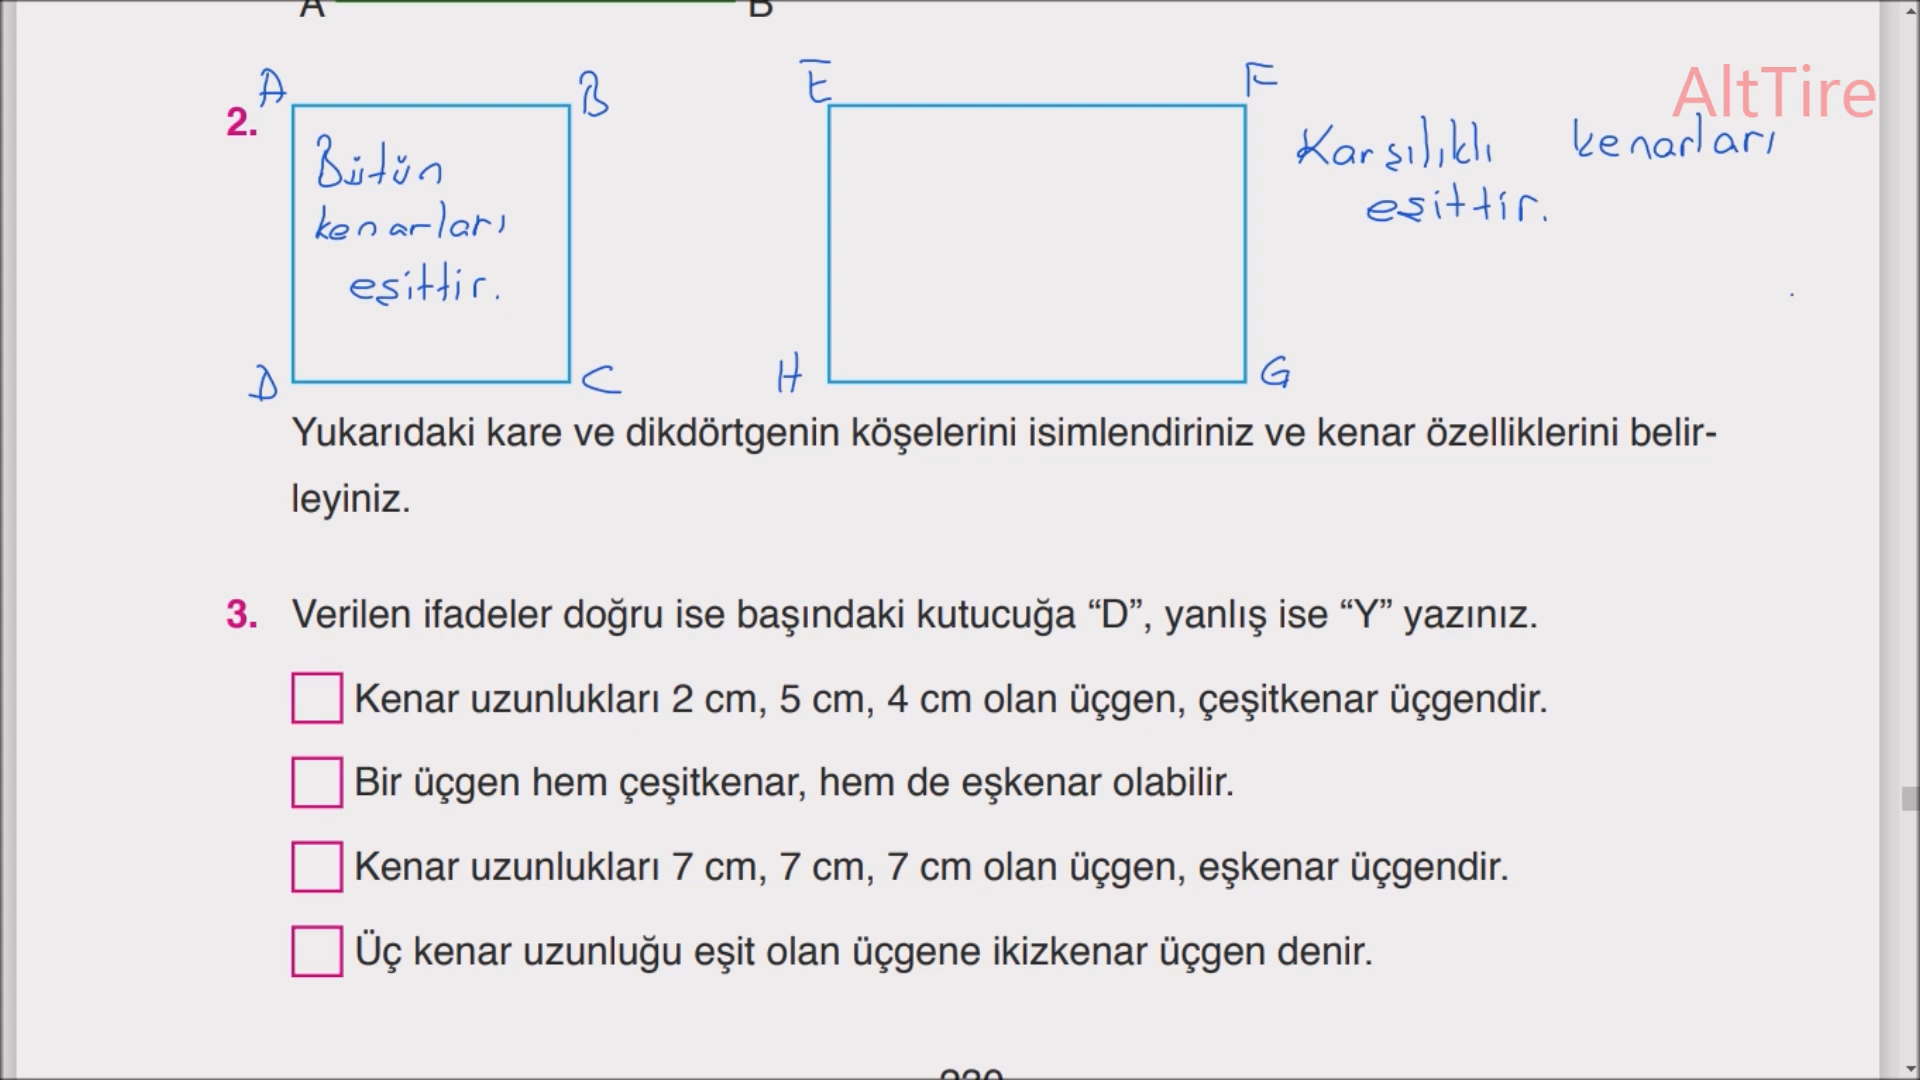 A B
AltTire
A B E F
2.
Bütün
kenarları
eşittir.
Karşılıklı kenarları
eşittir.
D C H G
Yukarıdaki kare ve dikdörtgenin köşelerini isimlendiriniz ve kenar özelliklerini belir-
leyiniz.
3. Verilen ifadeler doğru ise başındaki kutucuğa “D”, yanlış ise “Y” yazınız.
Kenar uzunlukları 2 cm, 5 cm, 4 cm olan üçgen, çeşitkenar üçgendir.
Bir üçgen hem çeşitkenar, hem de eşkenar olabilir.
Kenar uzunlukları 7 cm, 7 cm, 7 cm olan üçgen, eşkenar üçgendir.
Üç kenar uzunluğu eşit olan üçgene ikizkenar üçgen denir.